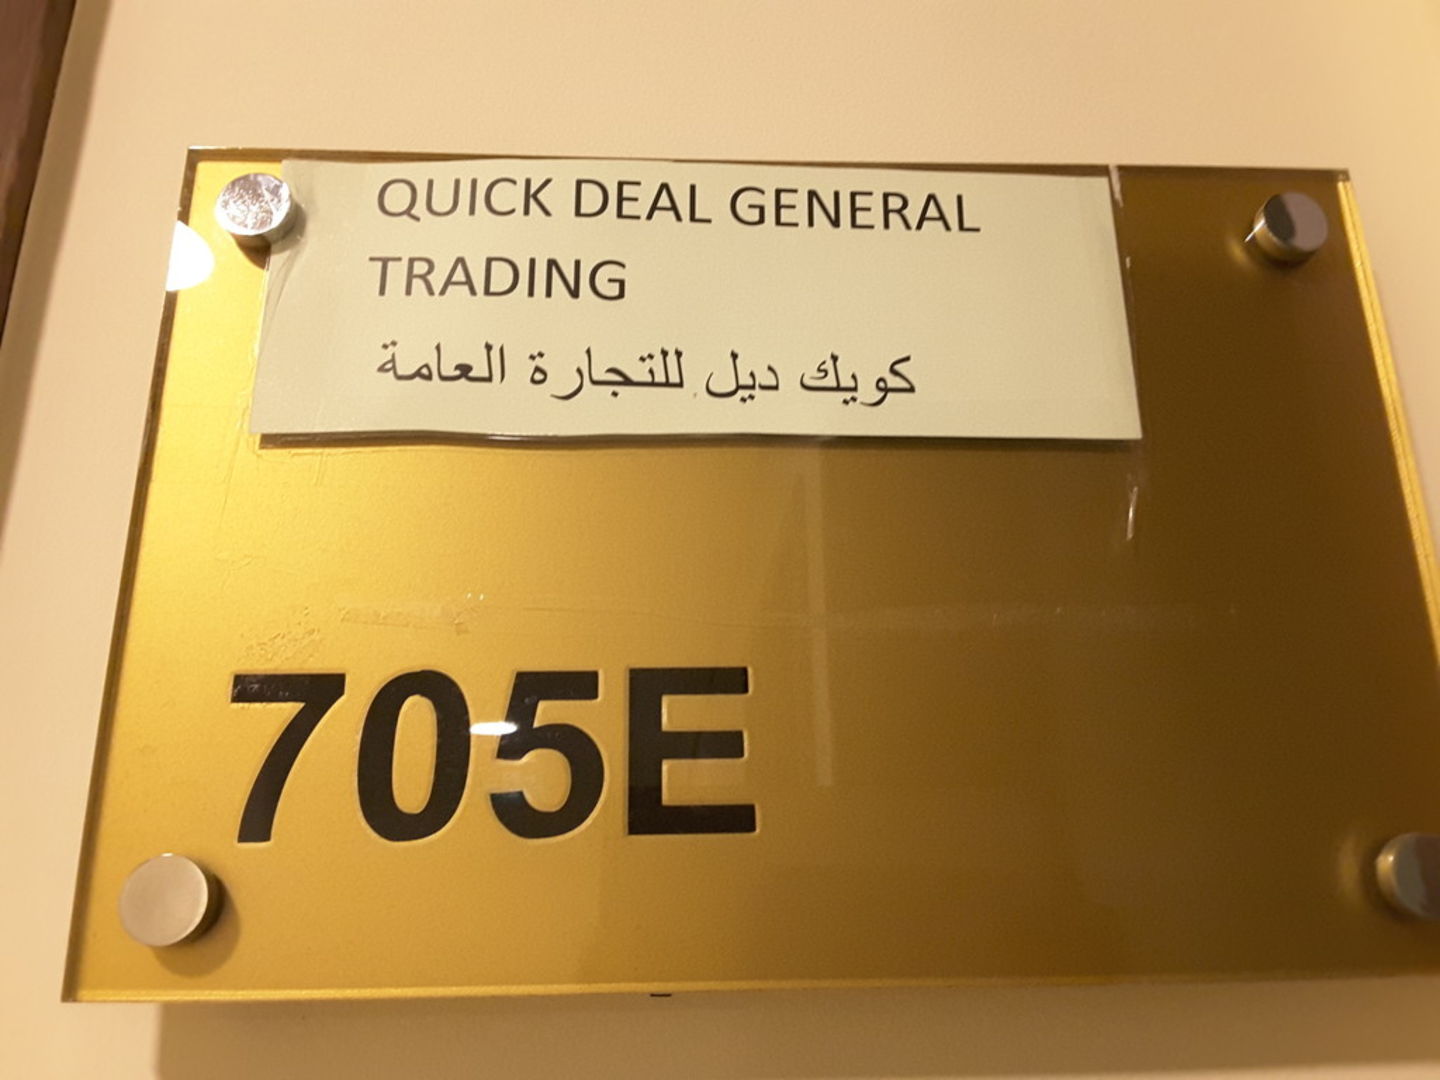 QUICK DEAL GENERAL
TRADING
كويك ديل للتجارة العامة
705E